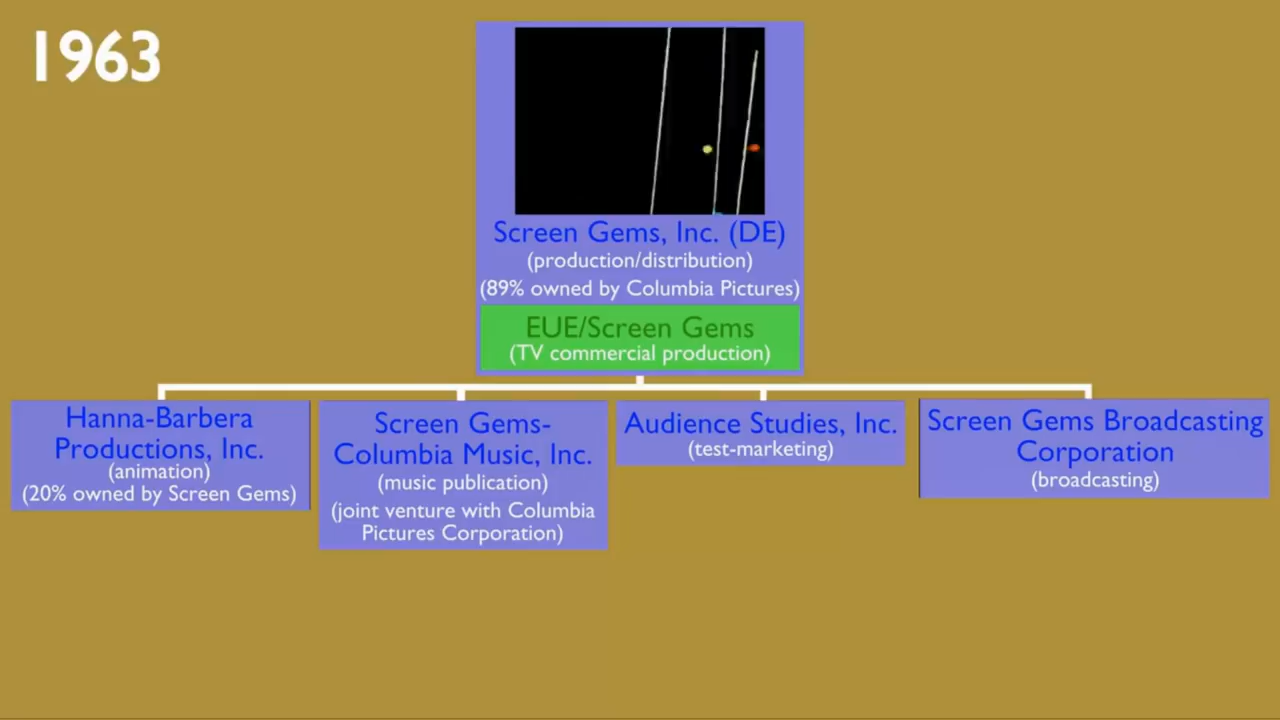 1963
Screen Gems, Inc. (DE)
(production/distribution)
(89% owned by Columbia Pictures)
EUE/Screen Gems
(TV commercial production)
Hanna-Barbera
Productions, Inc.
(animation)
(20% owned by Screen Gems)
Screen Gems-
Columbia Music, Inc.
(music publication)
(joint venture with Columbia
Pictures Corporation)
Audience Studies, Inc.
(test-marketing)
Screen Gems Broadcasting
Corporation
(broadcasting)